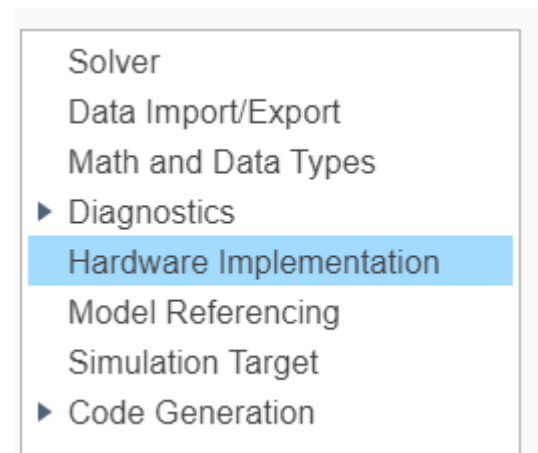 Solver
Data Import/Export
Math and Data Types
Diagnostics
Hardware Implementation
Model Referencing
Simulation Target
Code Generation